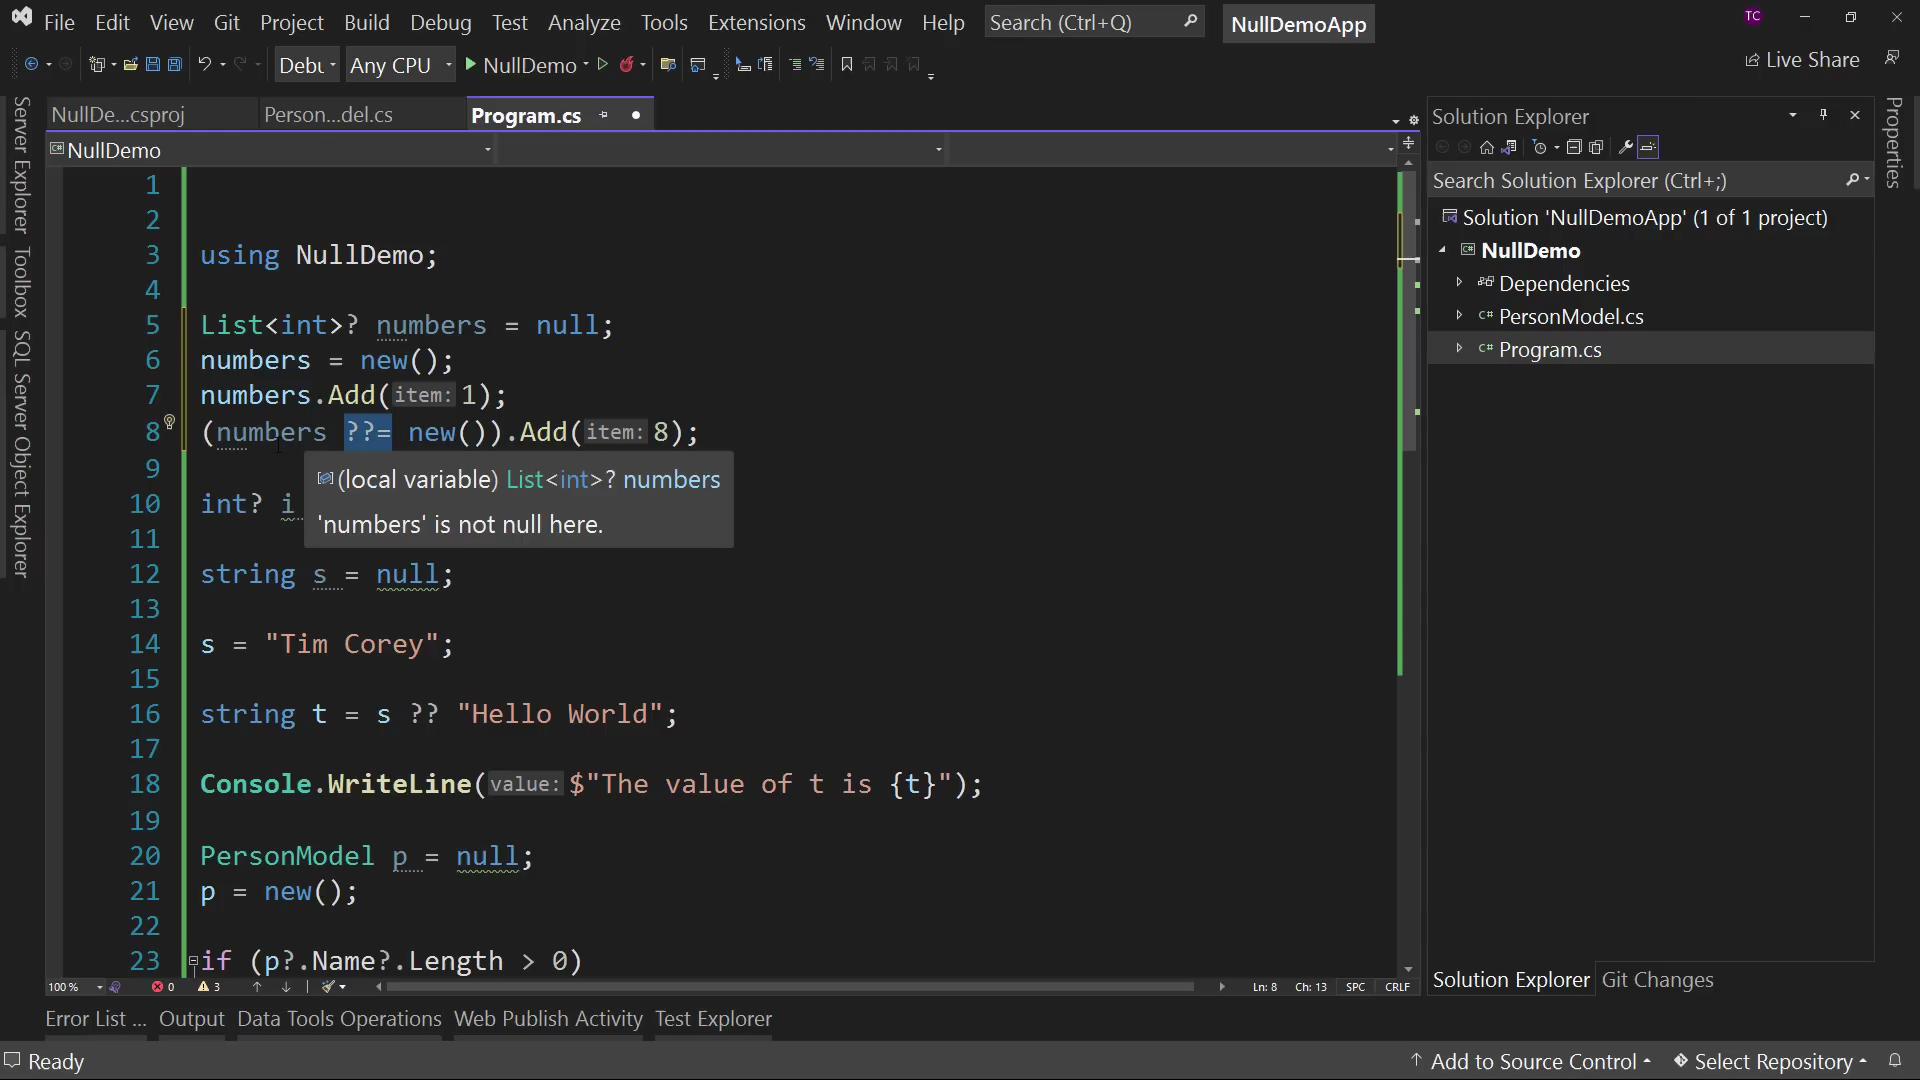 File Edit View Git Project Build Debug Test Analyze Tools Extensions Window Help Search (Ctrl+Q) NullDemoApp TC
Debu Any CPU NullDemo Live Share
NullDe...csproj Person...del.cs Program.cs
NullDemo
Server Explorer
Toolbox
SQL Server Object Explorer
1
2
3 using NullDemo;
4
5 List<int>? numbers = null;
6 numbers = new();
7 numbers.Add(item: 1);
8 (numbers ??= new()).Add(item: 8);
9
(local variable) List<int>? numbers
'numbers' is not null here.
10 int? i
11
12 string s = null;
13
14 s = "Tim Corey";
15
16 string t = s ?? "Hello World";
17
18 Console.WriteLine(value: $"The value of t is {t}");
19
20 PersonModel p = null;
21 p = new();
22
23 if (p?.Name?.Length > 0)
100 % 0 3 Ln: 8 Ch: 13 SPC CRLF
Solution Explorer
Search Solution Explorer (Ctrl+;)
Solution 'NullDemoApp' (1 of 1 project)
NullDemo
Dependencies
C# PersonModel.cs
C# Program.cs
Solution Explorer Git Changes
Properties
Error List ... Output Data Tools Operations Web Publish Activity Test Explorer
Ready Add to Source Control Select Repository